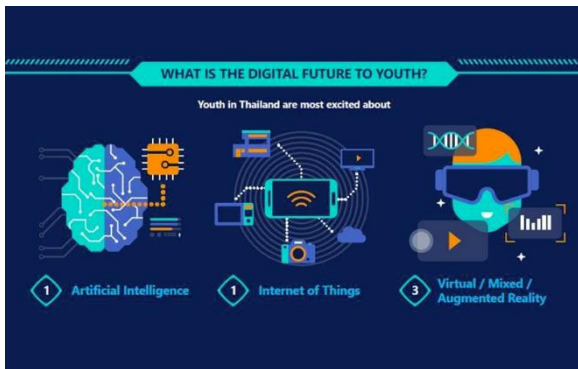 WHAT IS THE DIGITAL FUTURE TO YOUTH?
Youth in Thailand are most excited about
1 Artificial Intelligence
1 Internet of Things
3 Virtual / Mixed /
Augmented Reality